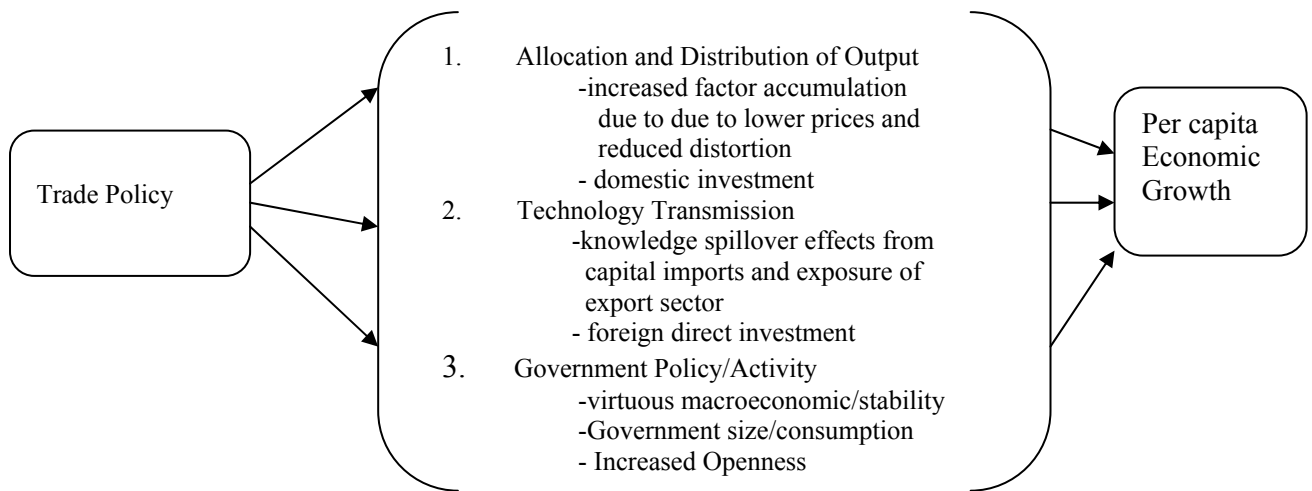 Trade Policy
1. Allocation and Distribution of Output
-increased factor accumulation
due to due to lower prices and
reduced distortion
- domestic investment
2. Technology Transmission
-knowledge spillover effects from
capital imports and exposure of
export sector
- foreign direct investment
3. Government Policy/Activity
-virtuous macroeconomic/stability
-Government size/consumption
- Increased Openness
Per capita
Economic
Growth